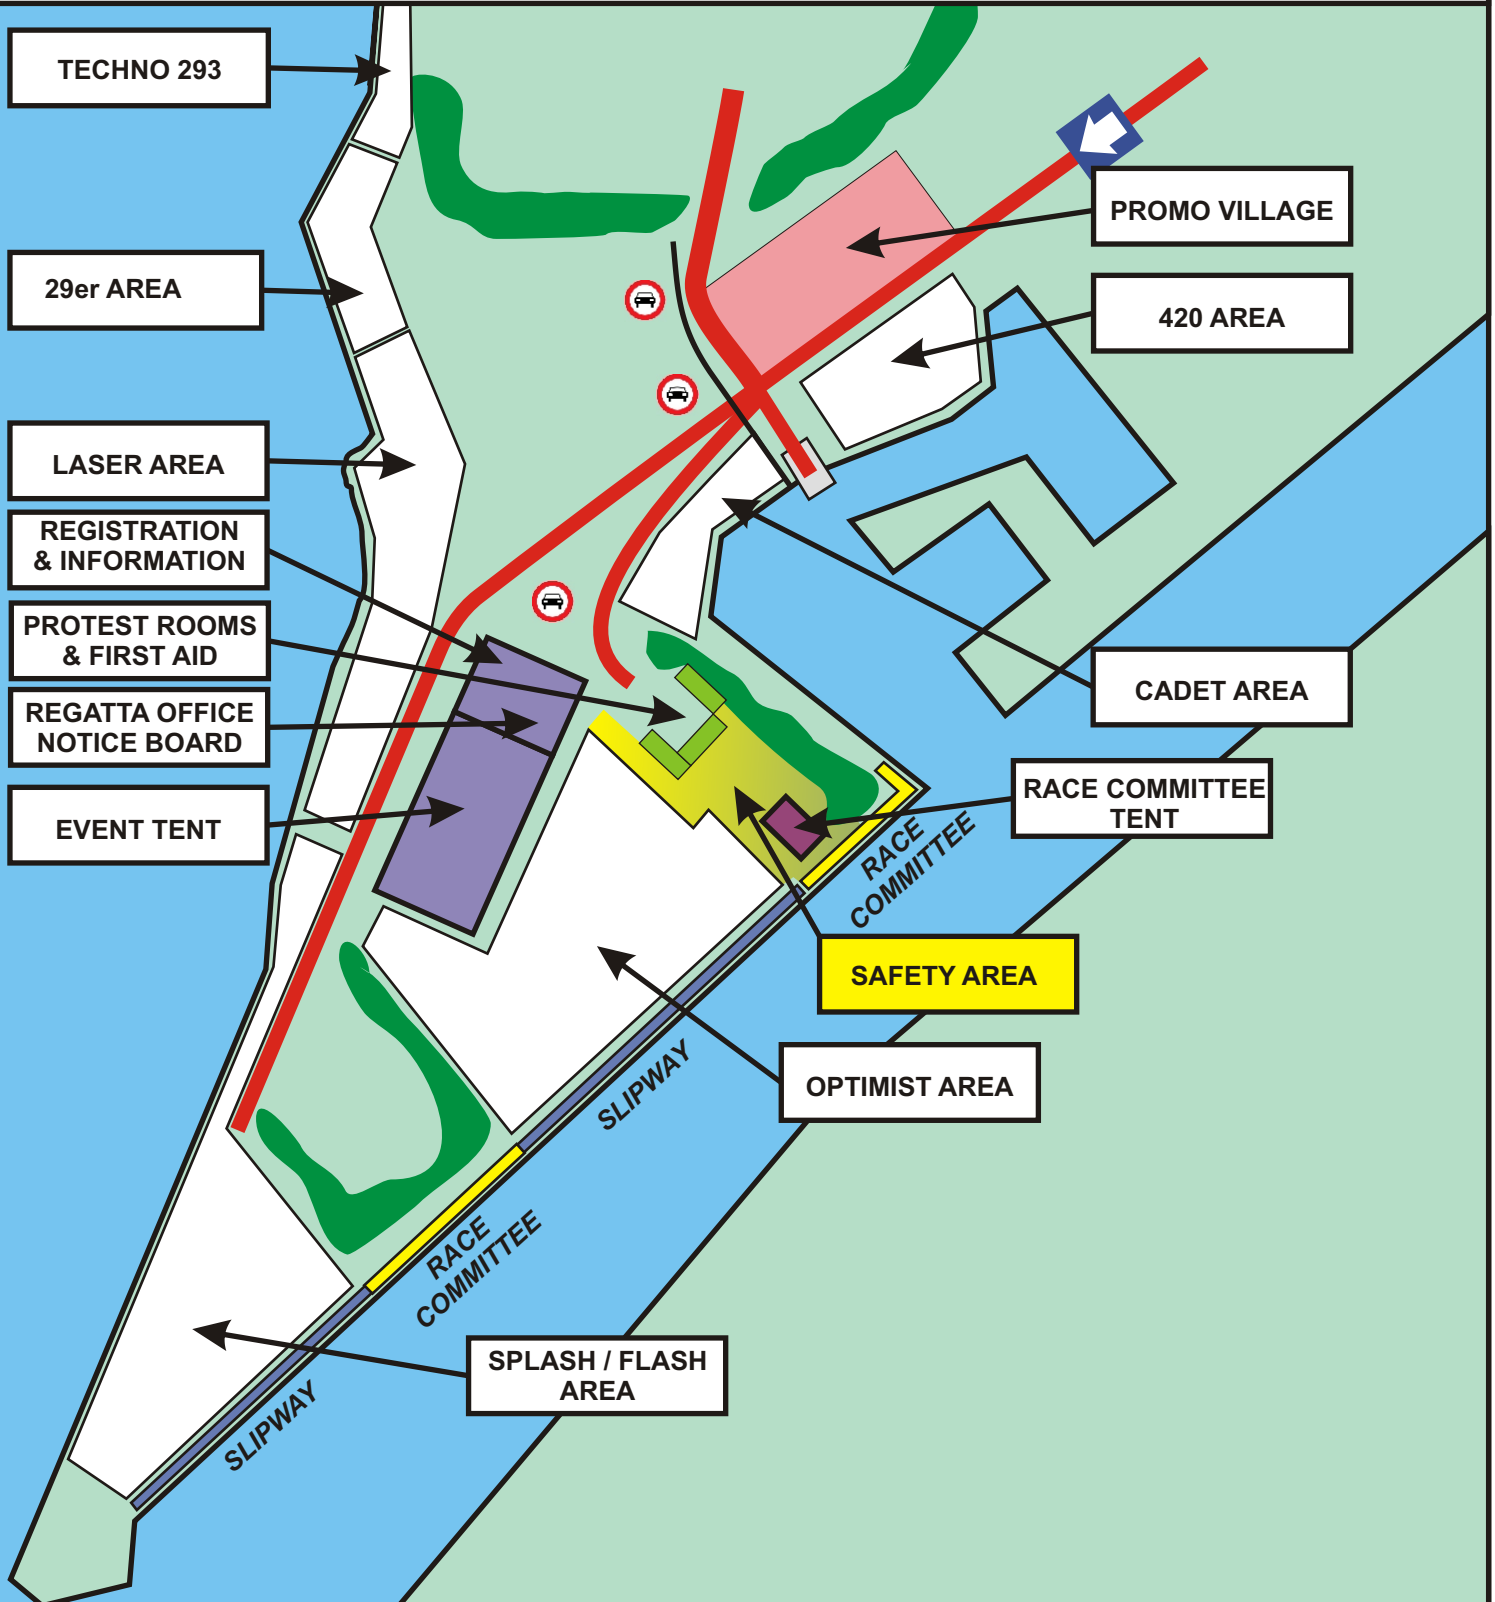 TECHNO 293
29er AREA
LASER AREA
REGISTRATION
& INFORMATION
PROTEST ROOMS
& FIRST AID
REGATTA OFFICE
NOTICE BOARD
EVENT TENT
PROMO VILLAGE
420 AREA
CADET AREA
RACE COMMITTEE
TENT
RACE
COMMITTEE
SAFETY AREA
OPTIMIST AREA
SLIPWAY
RACE
COMMITTEE
SPLASH / FLASH
AREA
SLIPWAY